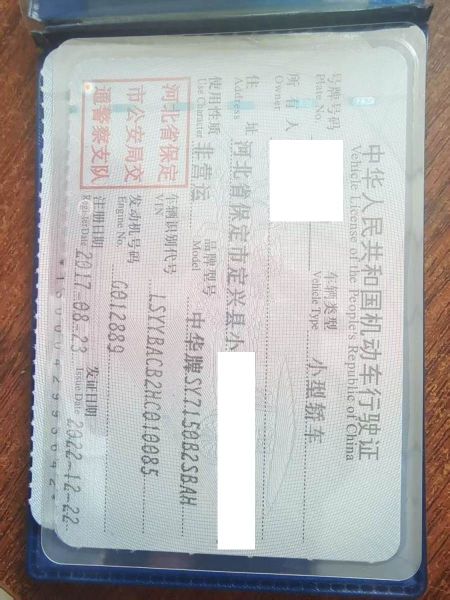 中华人民共和国机动车行驶证
Vehicle License of the People's Republic of China
号牌号码
Plate No.
车辆类型 小型轿车
Vehicle Type
所有人
Owner
住址 河北省保定市定兴县小
Address
使用性质 非营运 品牌型号 中华牌SY7150B2SBAH
Use Character Model
河北省保定
市公安局交
通警察支队
车辆识别代号 LSYYBACB2HC010085
VIN
发动机号码 G012889
Engine No.
注册日期 2017-08-23 发证日期 2022-12-22
Register Date Issue Date